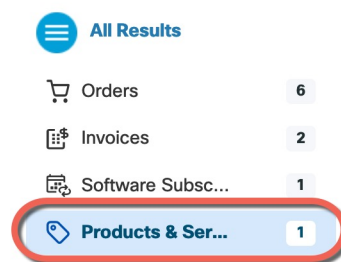 All Results
Orders 6
Invoices 2
Software Subsc... 1
Products & Ser... 1